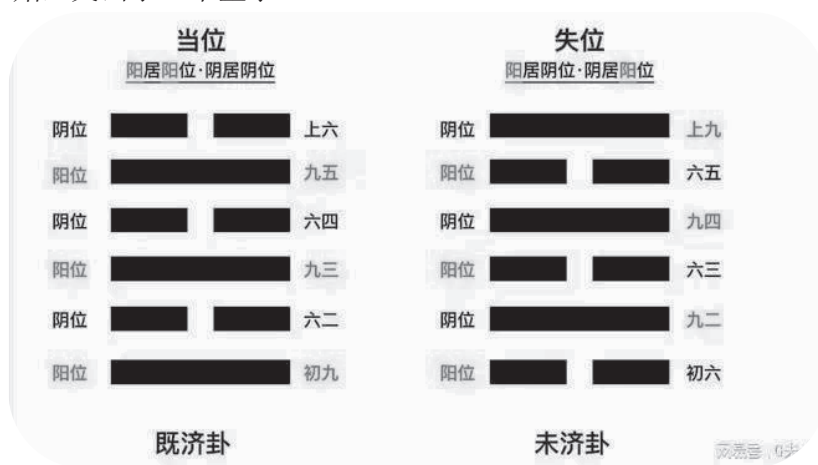 当位
阳居阳位·阴居阴位
阴位 上六
阳位 九五
阴位 六四
阳位 九三
阴位 六二
阳位 初九
既济卦
失位
阳居阴位·阴居阳位
阴位 上九
阳位 六五
阴位 九四
阳位 六三
阴位 九二
阳位 初六
未济卦